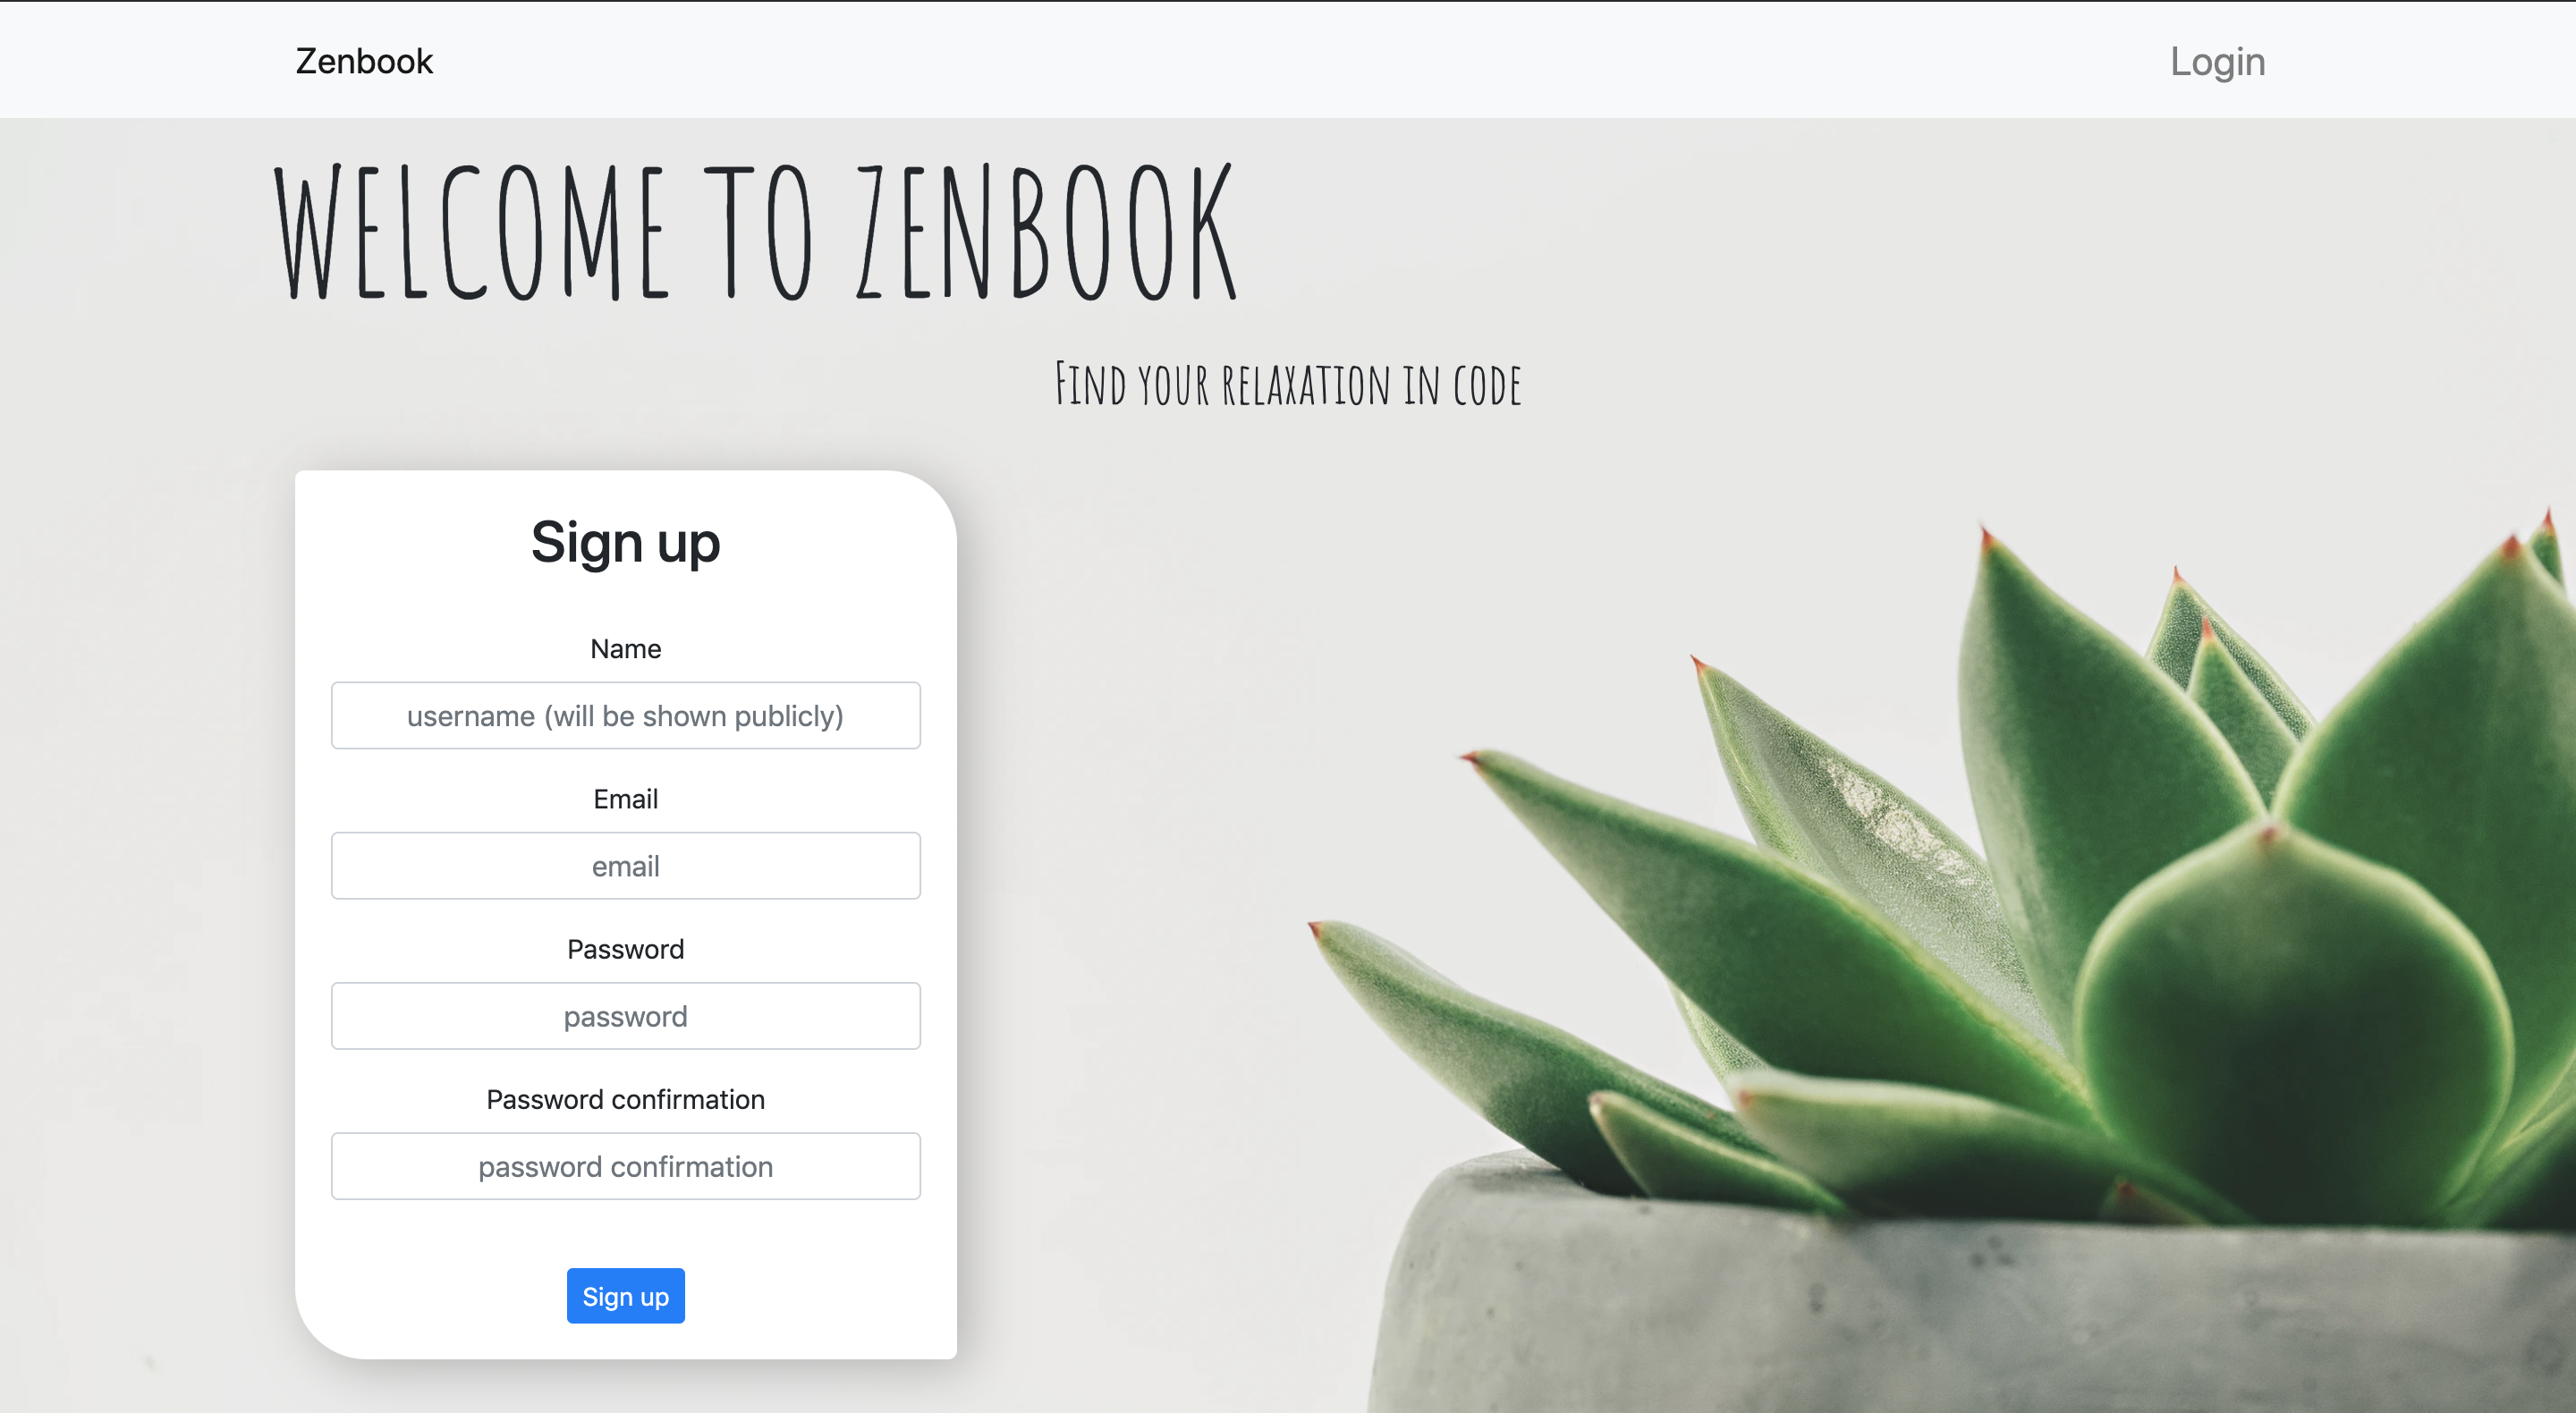 Zenbook
Login
WELCOME TO ZENBOOK
FIND YOUR RELAXATION IN CODE
Sign up
Name
username (will be shown publicly)
Email
email
Password
password
Password confirmation
password confirmation
Sign up